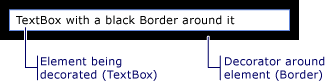 TextBox with a black Border around it
Element being
decorated (TextBox)
Decorator around
element (Border)